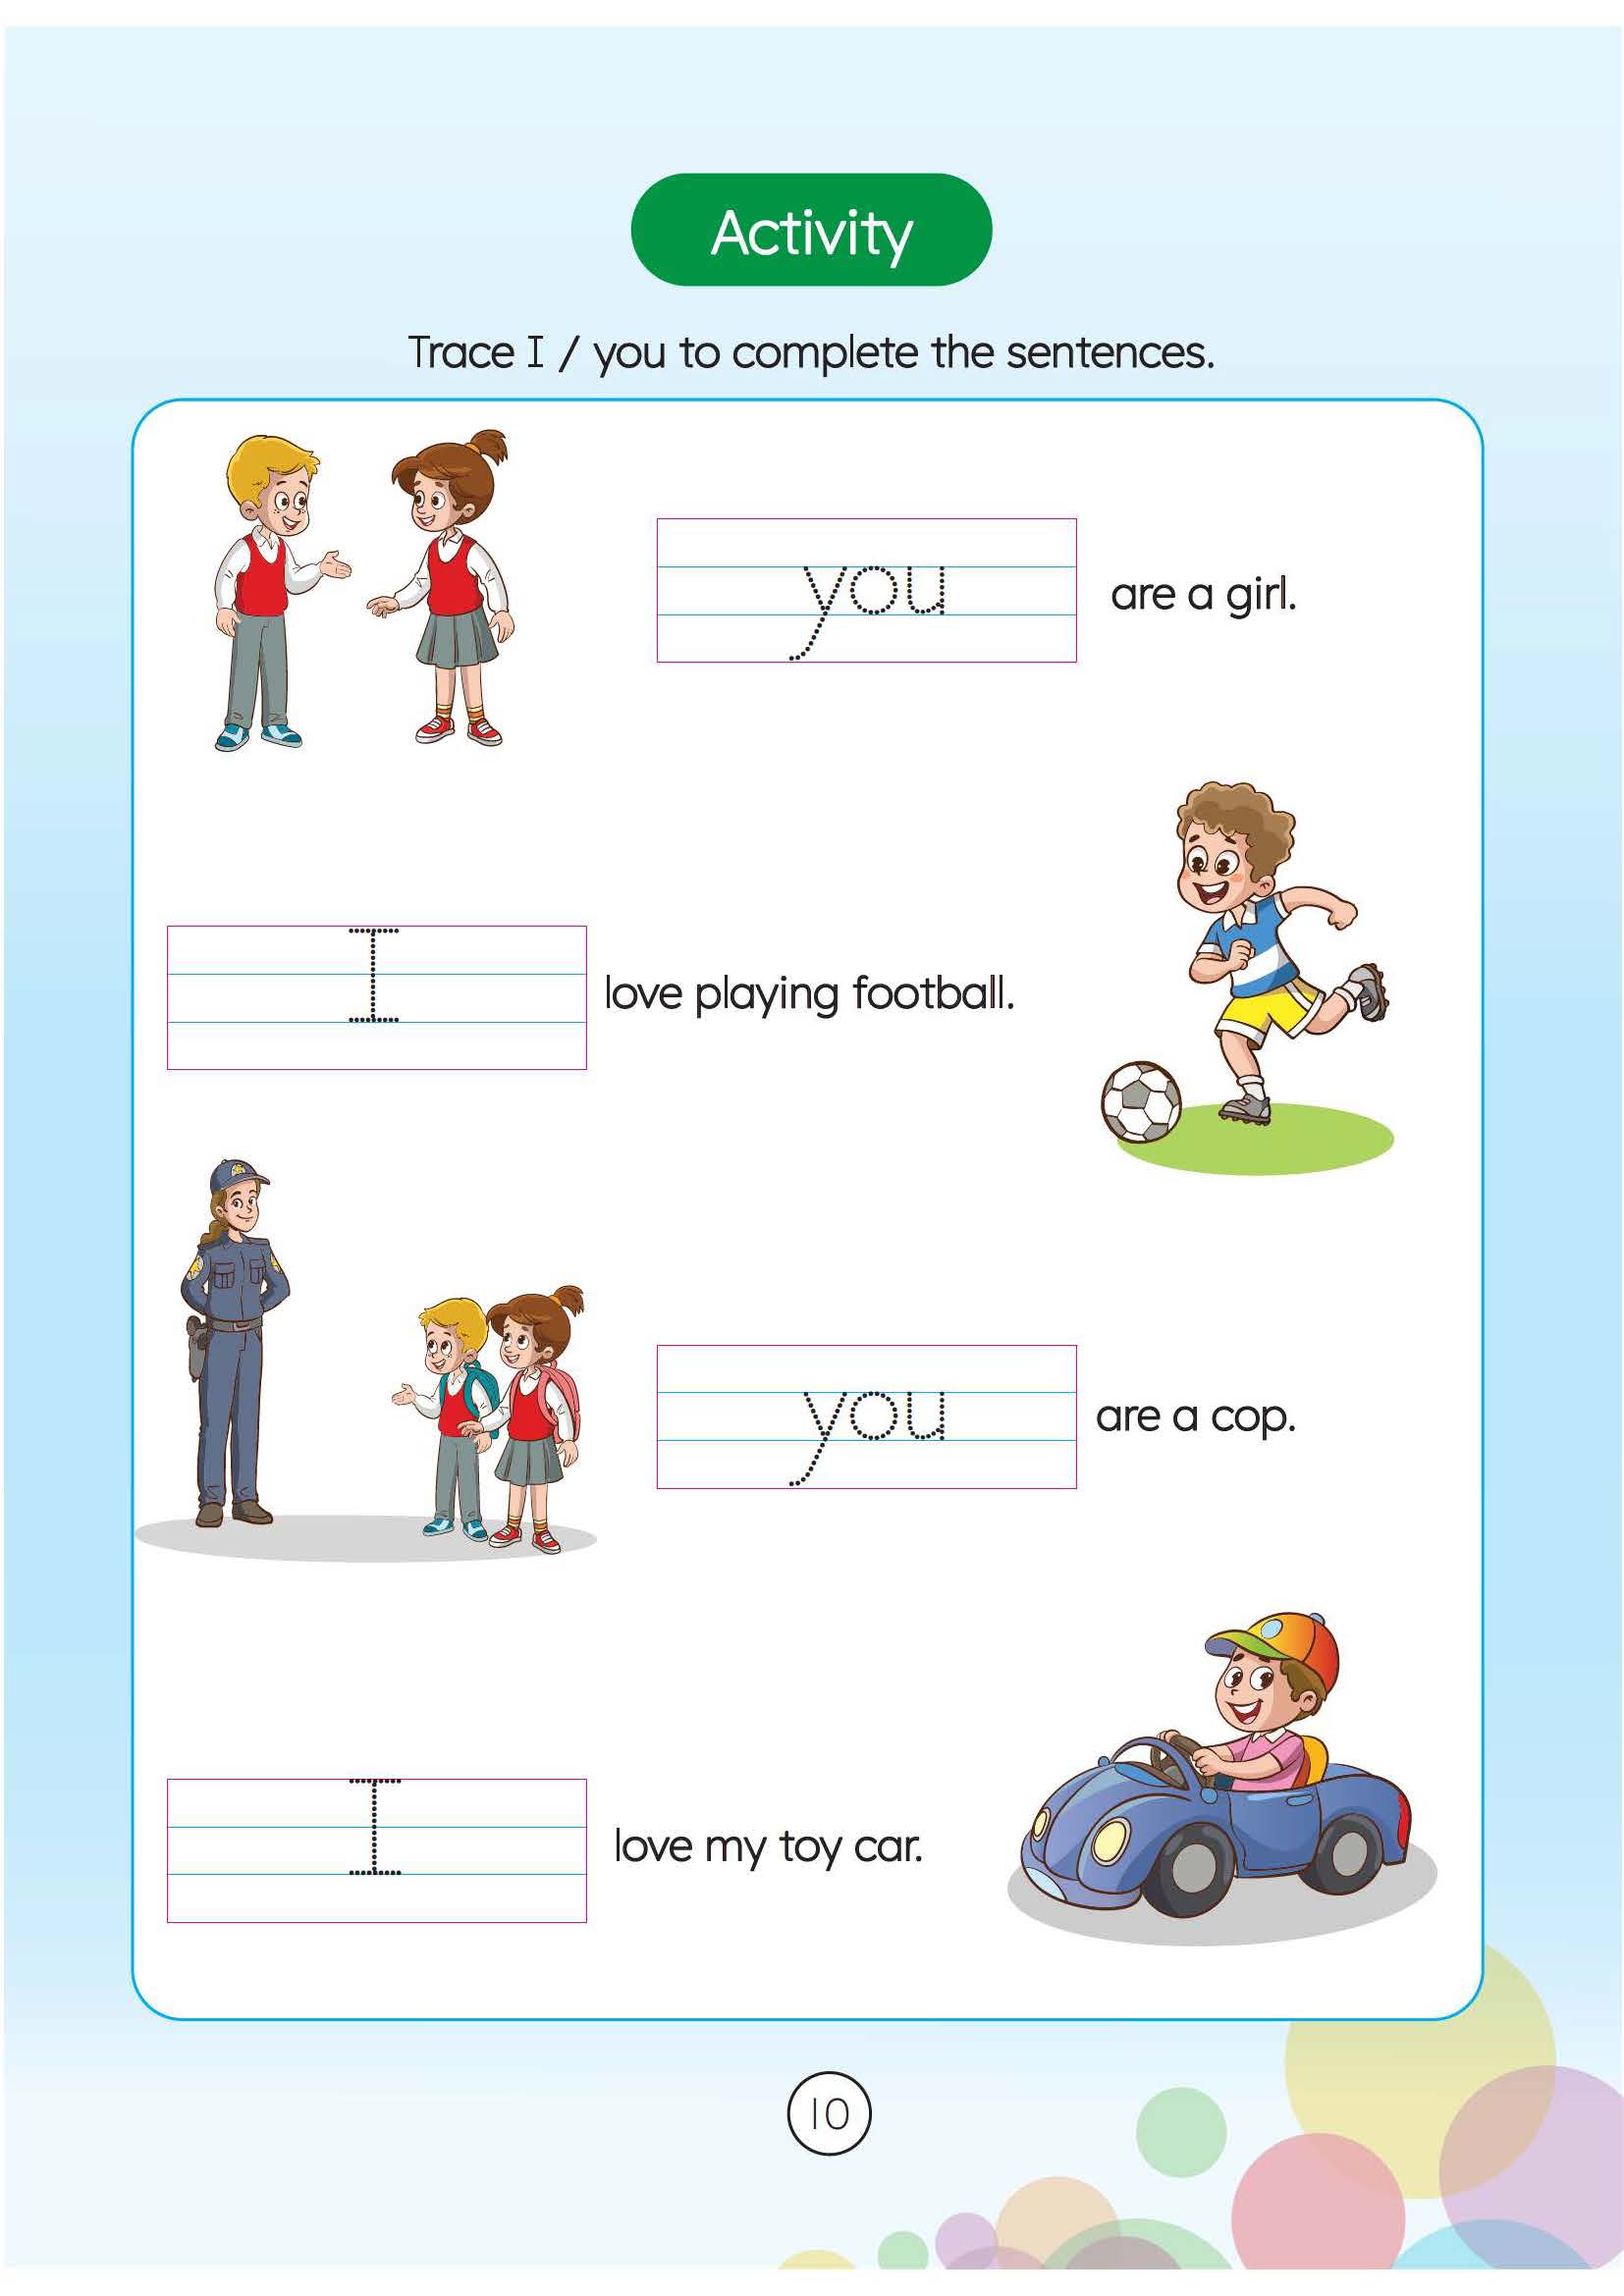 Activity
Trace I / you to complete the sentences.
you are a girl.
I love playing football.
you are a cop.
I love my toy car.
10